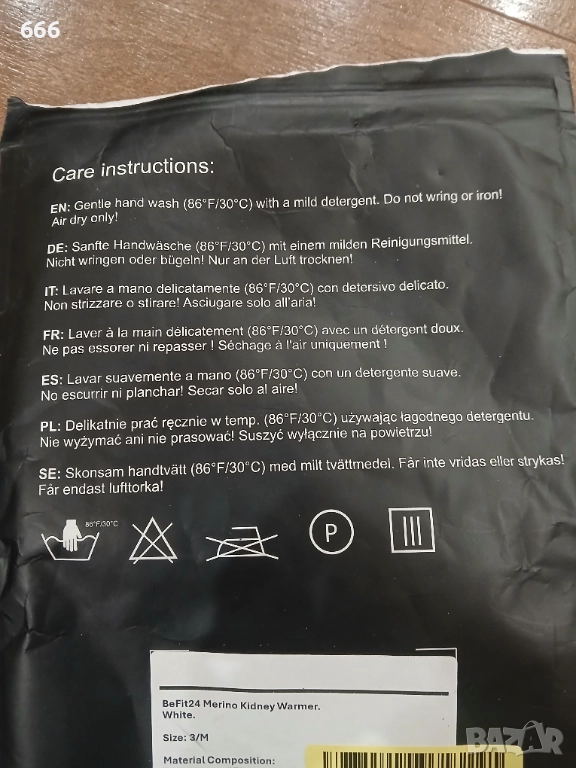 666
Care instructions:
EN: Gentle hand wash (86°F/30°C) with a mild detergent. Do not wring or iron!
Air dry only!
DE: Sanfte Handwäsche (86°F/30°C) mit einem milden Reinigungsmittel.
Nicht wringen oder bügeln! Nur an der Luft trocknen!
IT: Lavare a mano delicatamente (86°F/30°C) con detersivo delicato.
Non strizzare o stirare! Asciugare solo all'aria!
FR: Laver à la main délicatement (86°F/30°C) avec un détergent doux.
Ne pas essorer ni repasser ! Séchage à l'air uniquement !
ES: Lavar suavemente a mano (86°F/30°C) con un detergente suave.
No escurrir ni planchar! Secar solo al aire!
PL: Delikatnie prać ręcznie w temp. (86°F/30°C) używając łagodnego detergentu.
Nie wyżymać ani nie prasować! Suszyć wyłącznie na powietrzu!
SE: Skonsam handtvätt (86°F/30°C) med milt tvättmedel. Får inte vridas eller strykas!
Får endast lufttorka!
86°F/30°C
P
BeFit24 Merino Kidney Warmer.
White.
Size: 3/M
Material Composition:
BAZAR